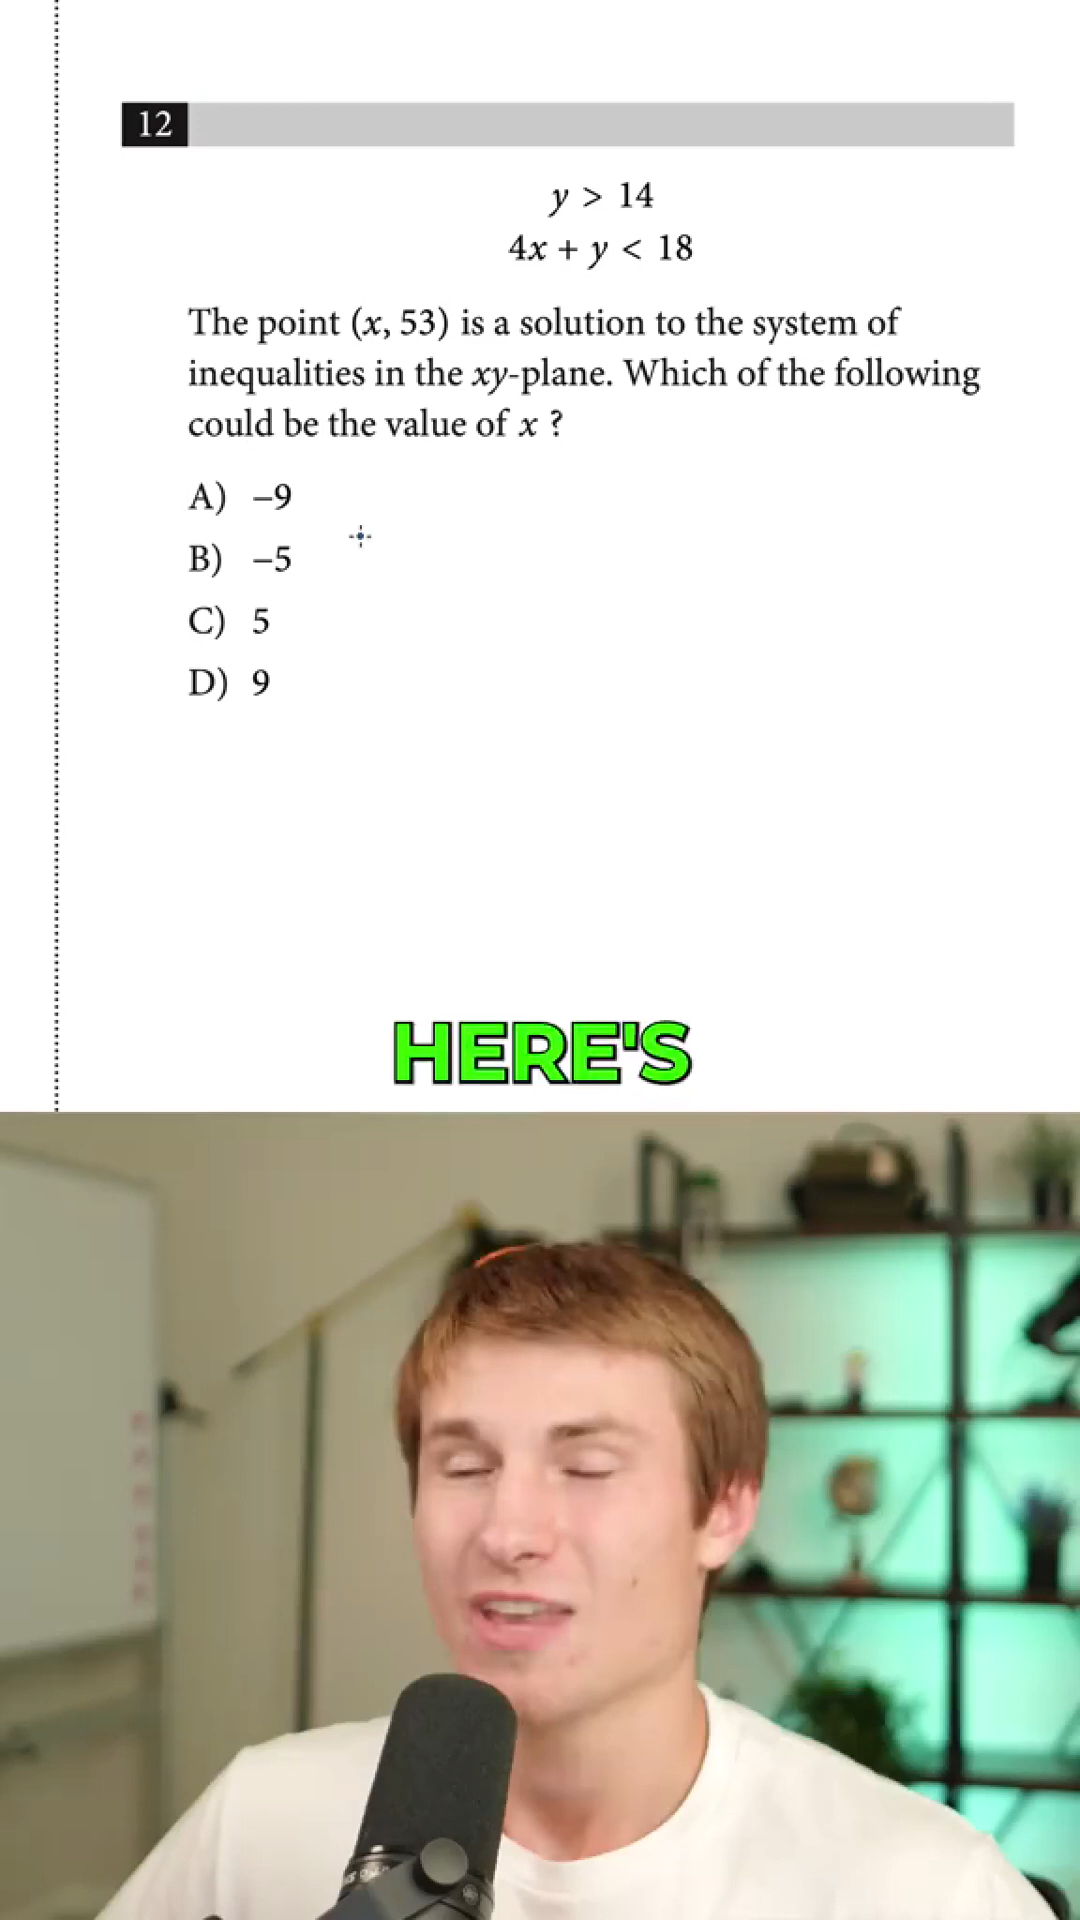 12
y > 14
4x + y < 18
The point (x, 53) is a solution to the system of
inequalities in the xy-plane. Which of the following
could be the value of x ?
A) –9
B) –5
C) 5
D) 9
HERE'S